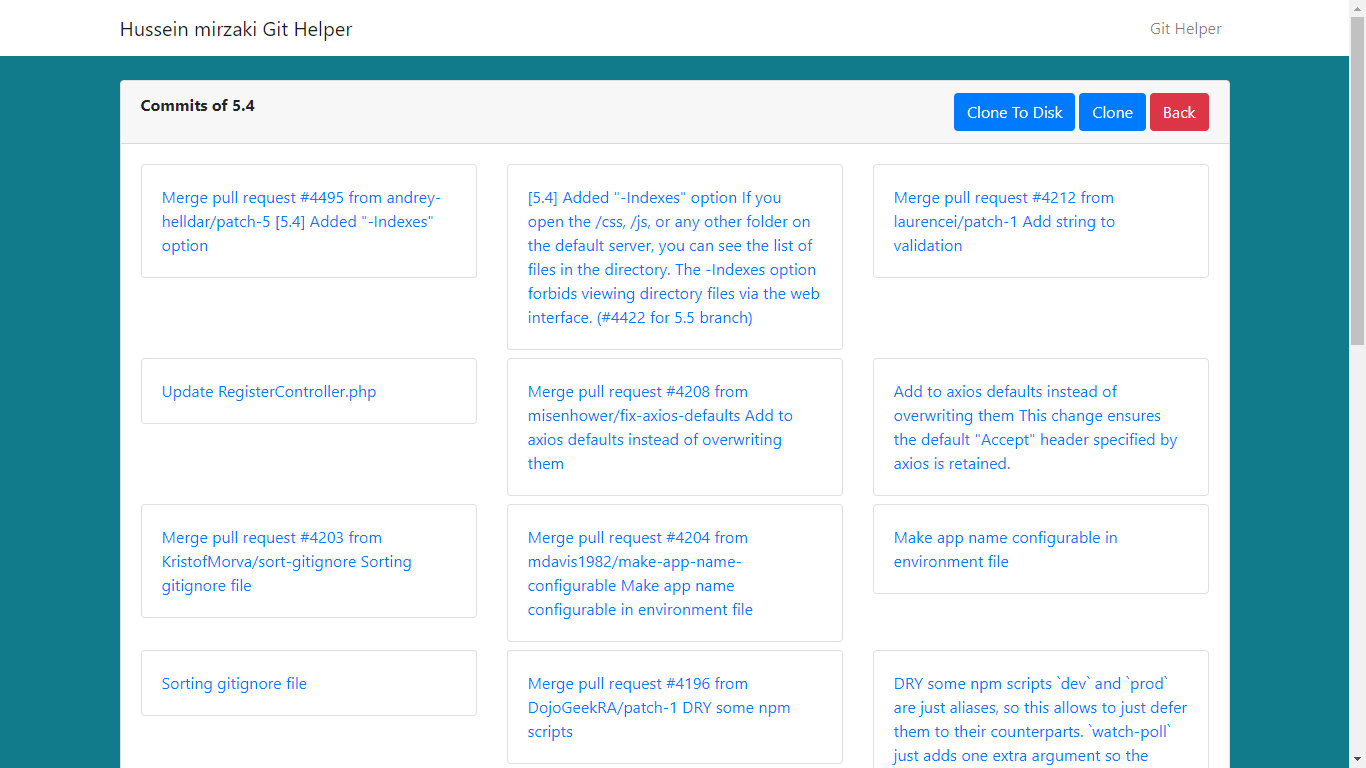 Hussein mirzaki Git Helper
Git Helper
Commits of 5.4
Clone To Disk
Clone
Back
Merge pull request #4495 from andrey-
helldar/patch-5 [5.4] Added "-Indexes"
option
[5.4] Added "-Indexes" option If you
open the /css, /js, or any other folder on
the default server, you can see the list of
files in the directory. The -Indexes option
forbids viewing directory files via the web
interface. (#4422 for 5.5 branch)
Merge pull request #4212 from
laurencei/patch-1 Add string to
validation
Update RegisterController.php
Merge pull request #4208 from
misenhower/fix-axios-defaults Add to
axios defaults instead of overwriting
them
Add to axios defaults instead of
overwriting them This change ensures
the default "Accept" header specified by
axios is retained.
Merge pull request #4203 from
KristofMorva/sort-gitignore Sorting
gitignore file
Merge pull request #4204 from
mdavis1982/make-app-name-
configurable Make app name
configurable in environment file
Make app name configurable in
environment file
Sorting gitignore file
Merge pull request #4196 from
DojoGeekRA/patch-1 DRY some npm
scripts
DRY some npm scripts `dev` and `prod`
are just aliases, so this allows to just defer
them to their counterparts. `watch-poll`
just adds one extra argument so the